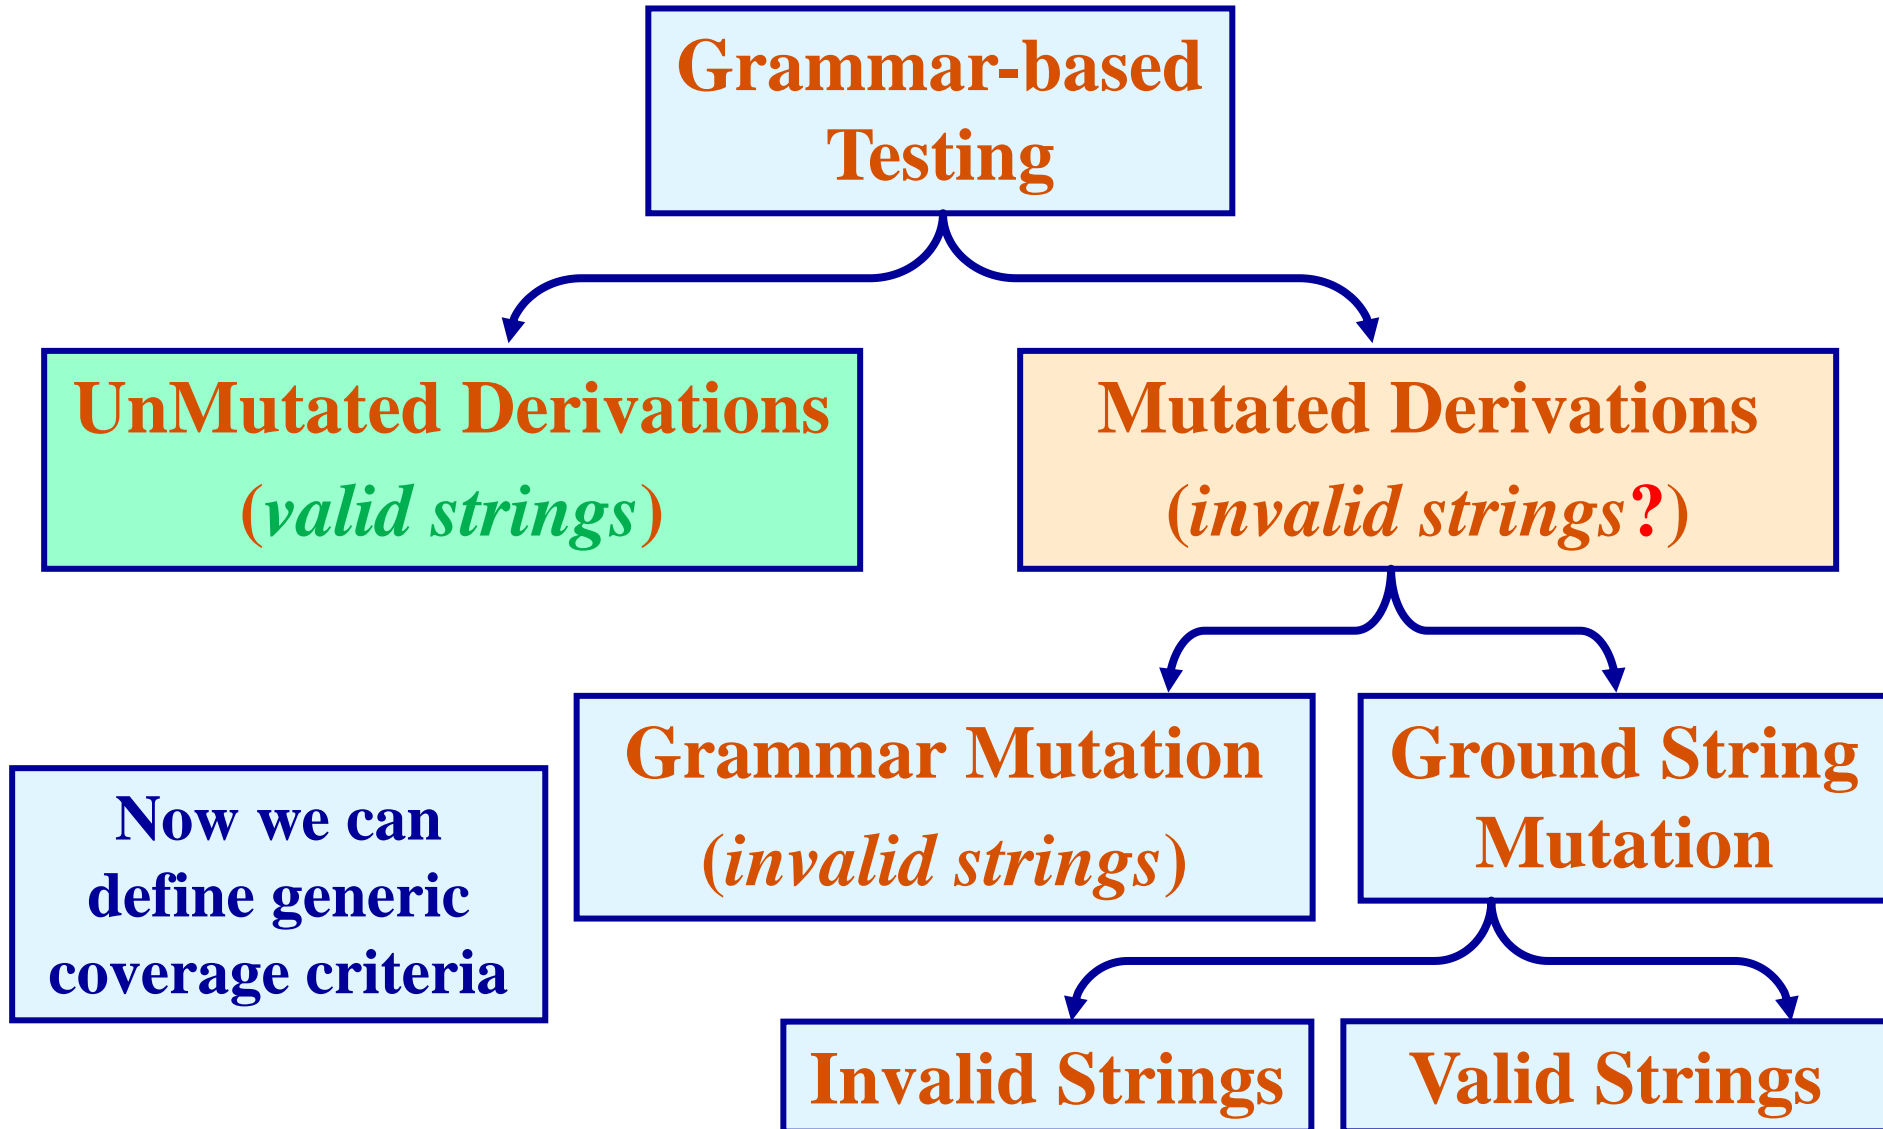 Grammar-based
Testing
UnMutated Derivations
(valid strings)
Mutated Derivations
(invalid strings?)
Grammar Mutation
(invalid strings)
Ground String
Mutation
Now we can
define generic
coverage criteria
Invalid Strings
Valid Strings